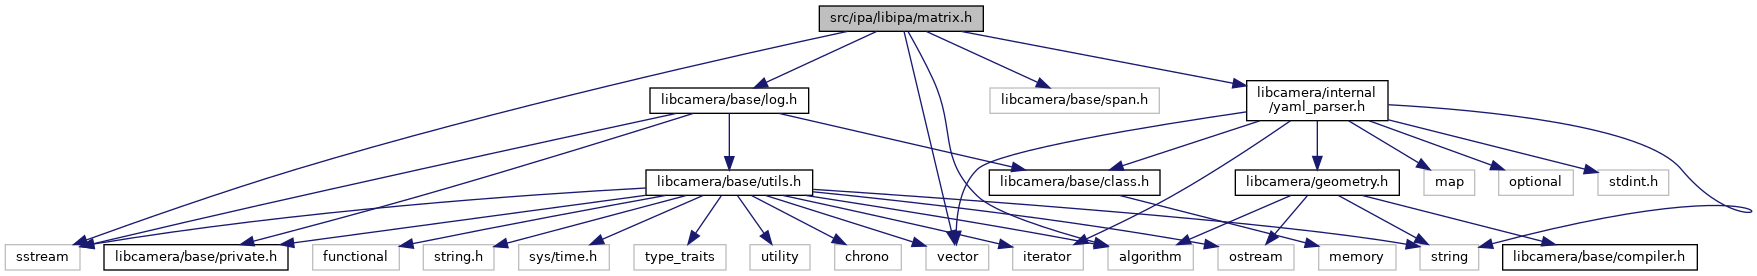 src/ipa/libipa/matrix.h
libcamera/base/log.h
libcamera/base/span.h
libcamera/internal
/yaml_parser.h
libcamera/base/utils.h
libcamera/base/class.h
libcamera/geometry.h
map
optional
stdint.h
sstream
libcamera/base/private.h
functional
string.h
sys/time.h
type_traits
utility
chrono
vector
iterator
algorithm
ostream
memory
string
libcamera/base/compiler.h